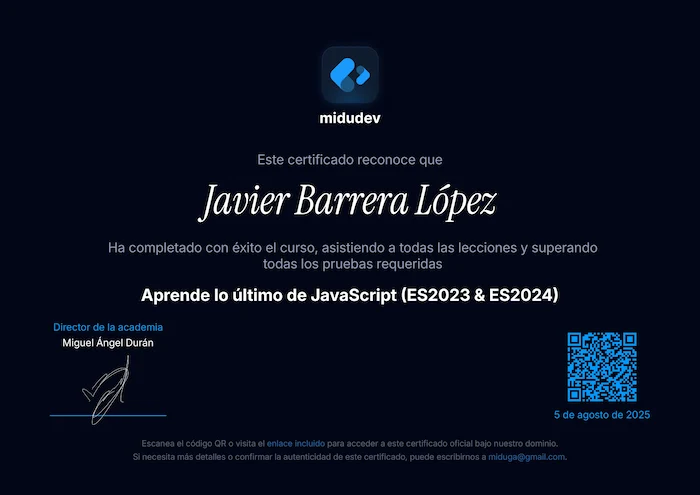 midudev
Este certificado reconoce que
Javier Barrera López
Ha completado con éxito el curso, asistiendo a todas las lecciones y superando
todas los pruebas requeridas
Aprende lo último de JavaScript (ES2023 & ES2024)
Director de la academia
Miguel Ángel Durán
5 de agosto de 2025
Escanea el código QR o visita el enlace incluido para acceder a este certificado oficial bajo nuestro dominio.
Si necesita más detalles o confirmar la autenticidad de este certificado, puede escribirnos a miduga@gmail.com.